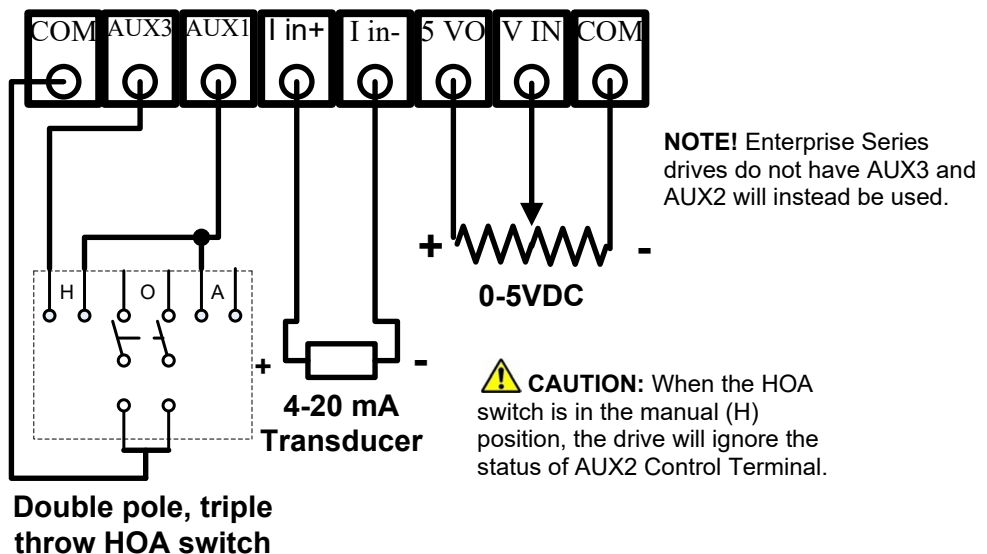 COM AUX3 AUX1 I in+ I in- 5 VO V IN COM
NOTE! Enterprise Series
drives do not have AUX3 and
AUX2 will instead be used.
+ -
0-5VDC
H O A
+ -
4-20 mA
Transducer
CAUTION: When the HOA
switch is in the manual (H)
position, the drive will ignore the
status of AUX2 Control Terminal.
Double pole, triple
throw HOA switch